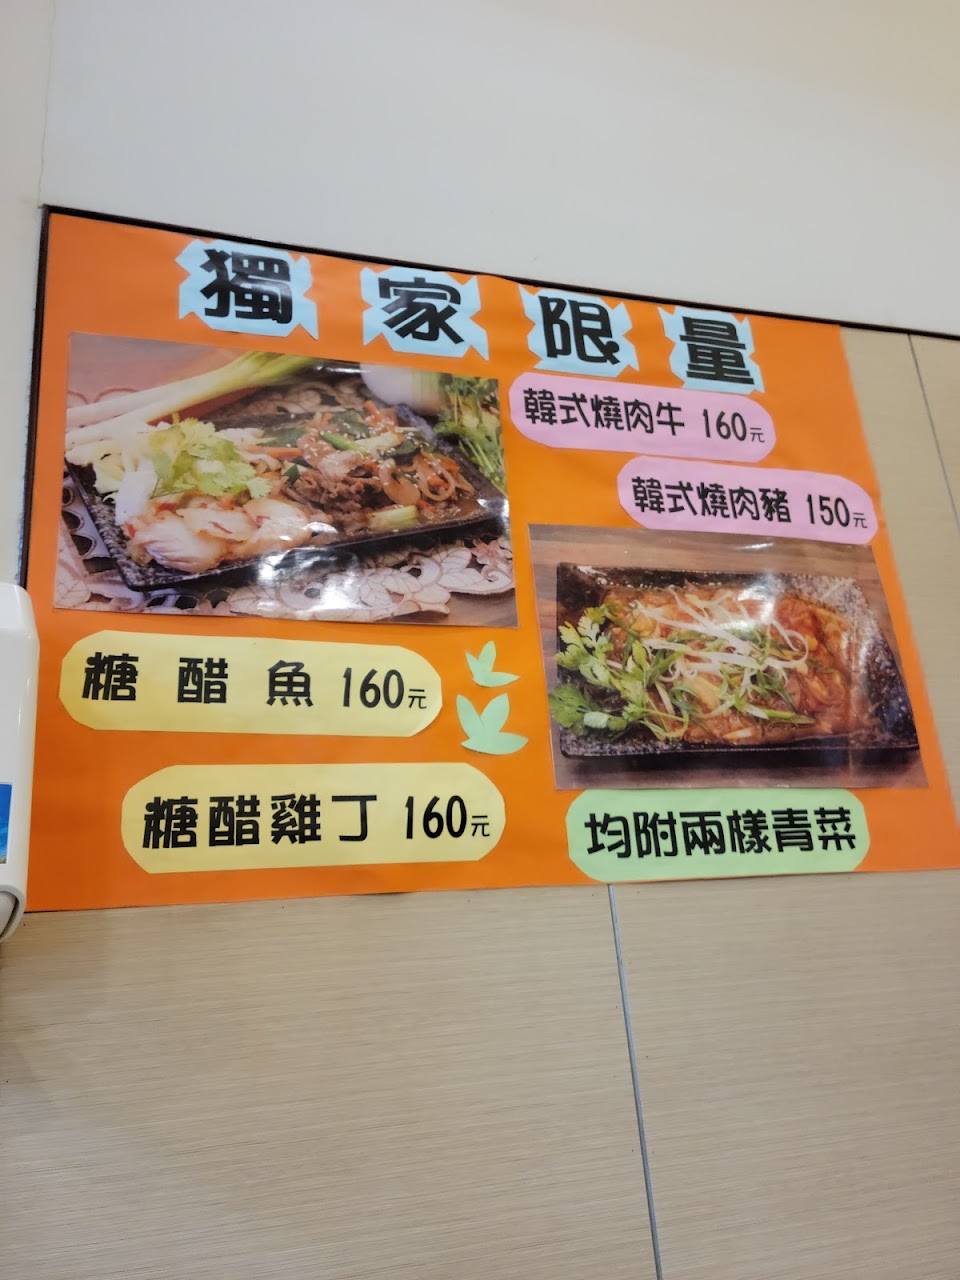 獨家限量
韓式燒肉牛 160元
韓式燒肉豬 150元
糖醋魚 160元
糖醋雞丁 160元
均附兩樣青菜